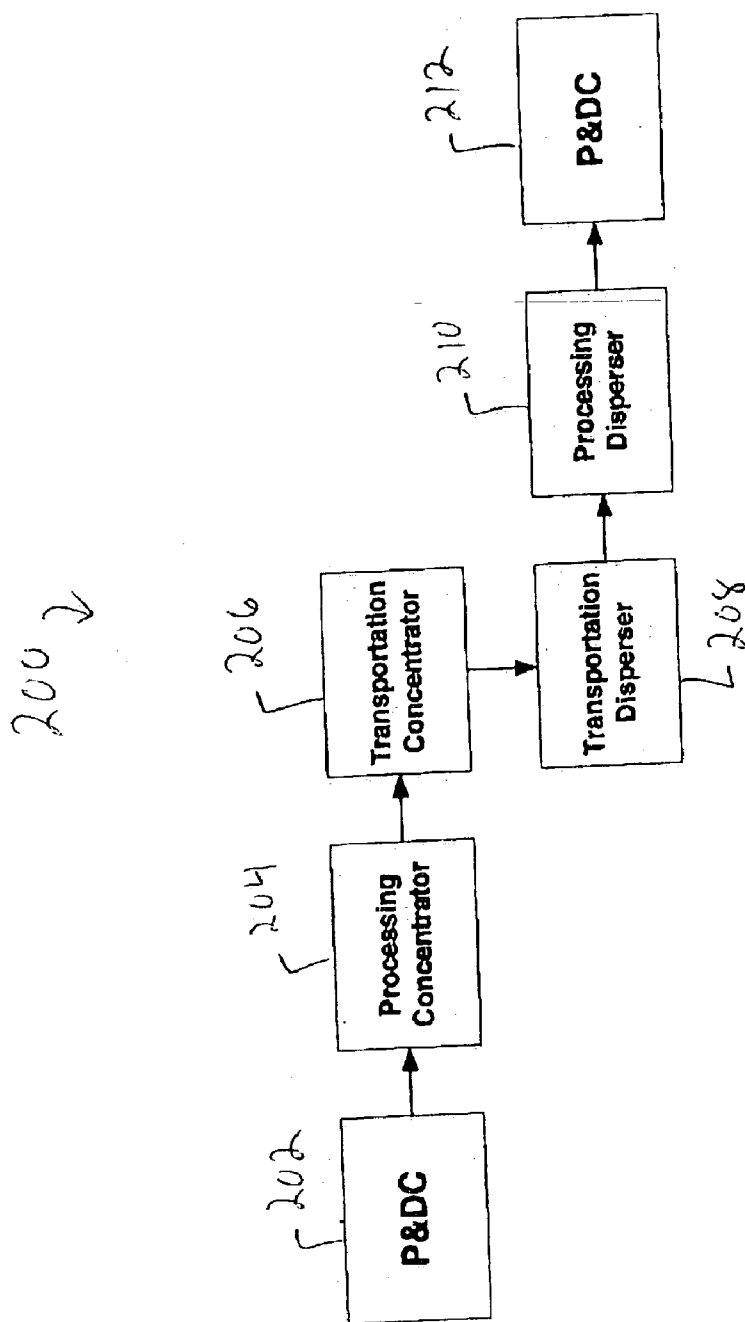 200
202
P&DC
204
Processing
Concentrator
206
Transportation
Concentrator
Transportation
Disperser
208
210
Processing
Disperser
212
P&DC